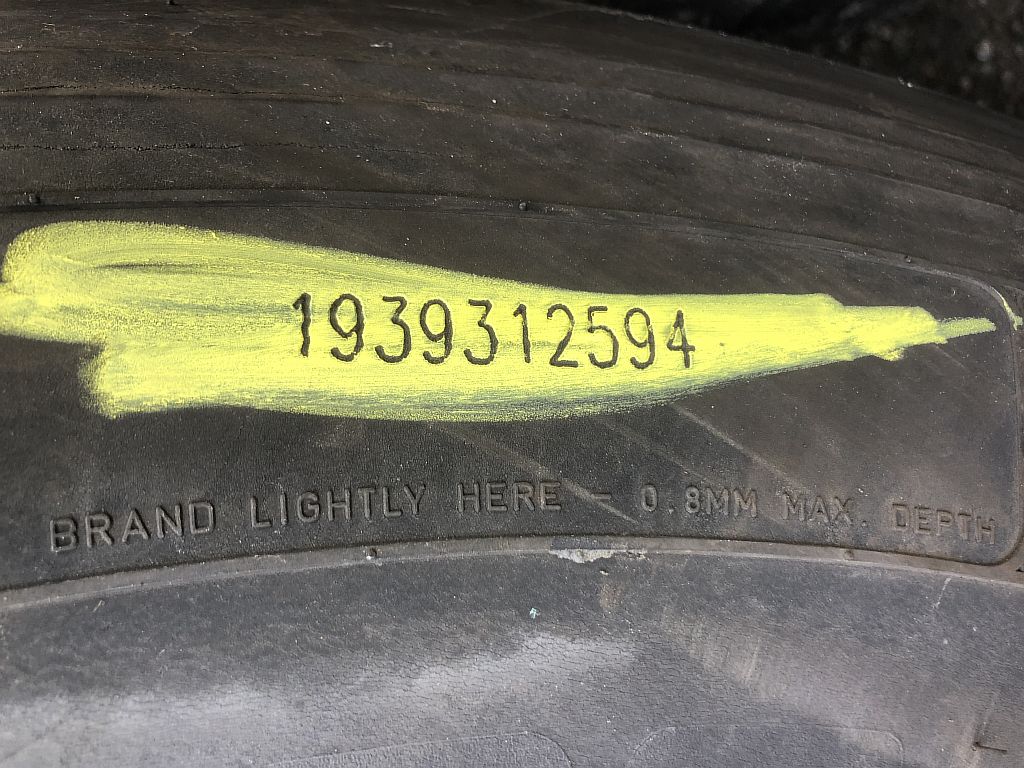 1939312594
BRAND LIGHTLY HERE - 0.8MM MAX. DEPTH